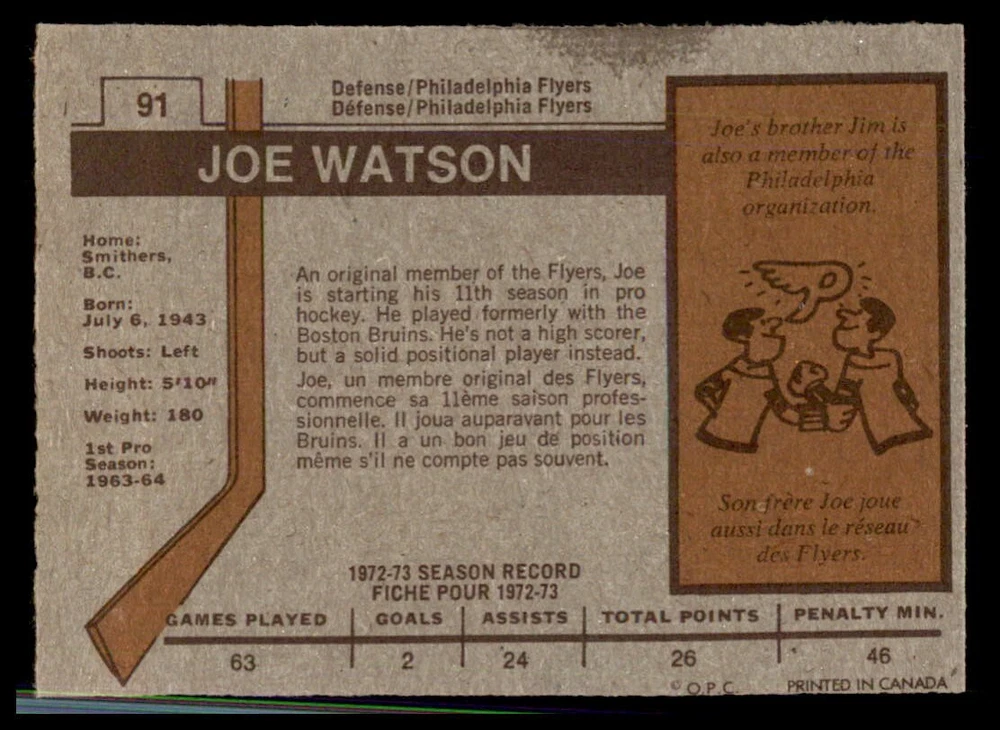 91
Defense/Philadelphia Flyers
Défense/Philadelphia Flyers
JOE WATSON
Home:
Smithers,
B.C.
Born:
July 6, 1943
Shoots: Left
Height: 5'10"
Weight: 180
1st Pro
Season:
1963-64
An original member of the Flyers, Joe
is starting his 11th season in pro
hockey. He played formerly with the
Boston Bruins. He's not a high scorer,
but a solid positional player instead.
Joe, un membre original des Flyers,
commence sa 11ème saison profes-
sionnelle. Il joua auparavant pour les
Bruins. Il a un bon jeu de position
même s'il ne compte pas souvent.
Joe's brother Jim is
also a member of the
Philadelphia
organization.
Son frère Joe joue
aussi dans le réseau
des Flyers.
1972-73 SEASON RECORD
FICHE POUR 1972-73
GAMES PLAYED GOALS ASSISTS TOTAL POINTS PENALTY MIN.
63 2 24 26 46
© O.P.C. PRINTED IN CANADA